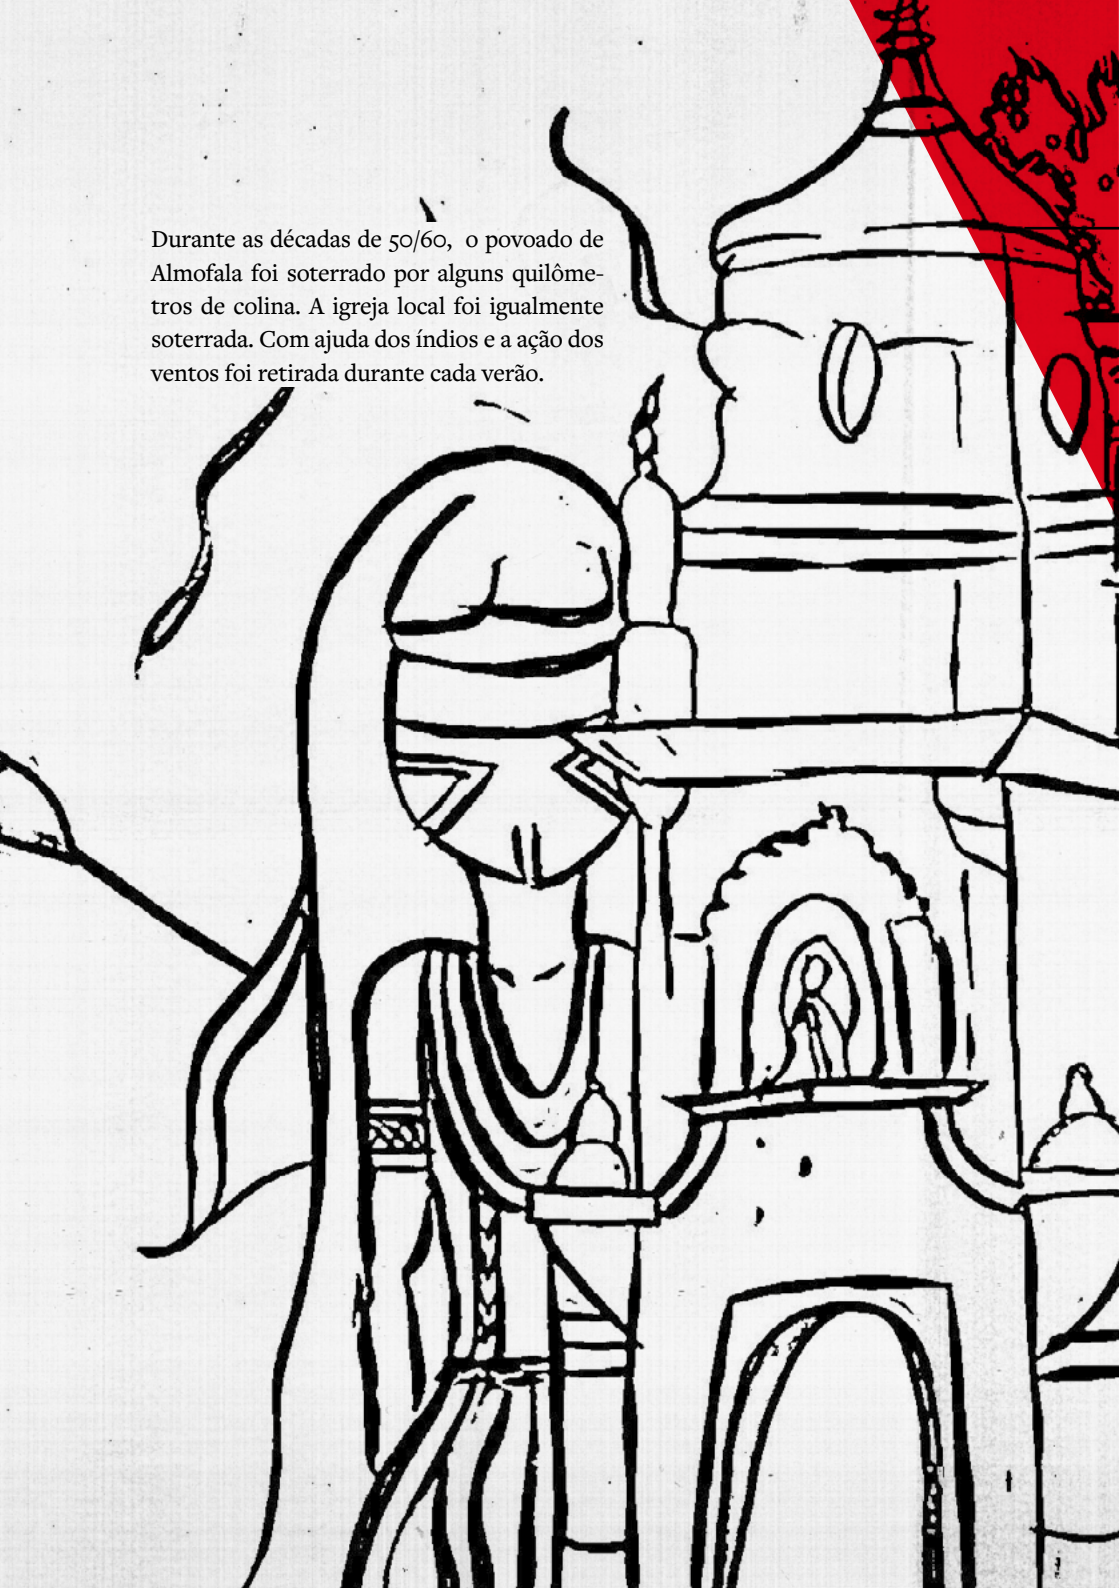 Durante as décadas de 50/60,  o povoado de
Almofala foi soterrado por alguns quilôme-
tros de colina. A igreja local foi igualmente
soterrada. Com ajuda dos índios e a ação dos
ventos foi retirada durante cada verão.